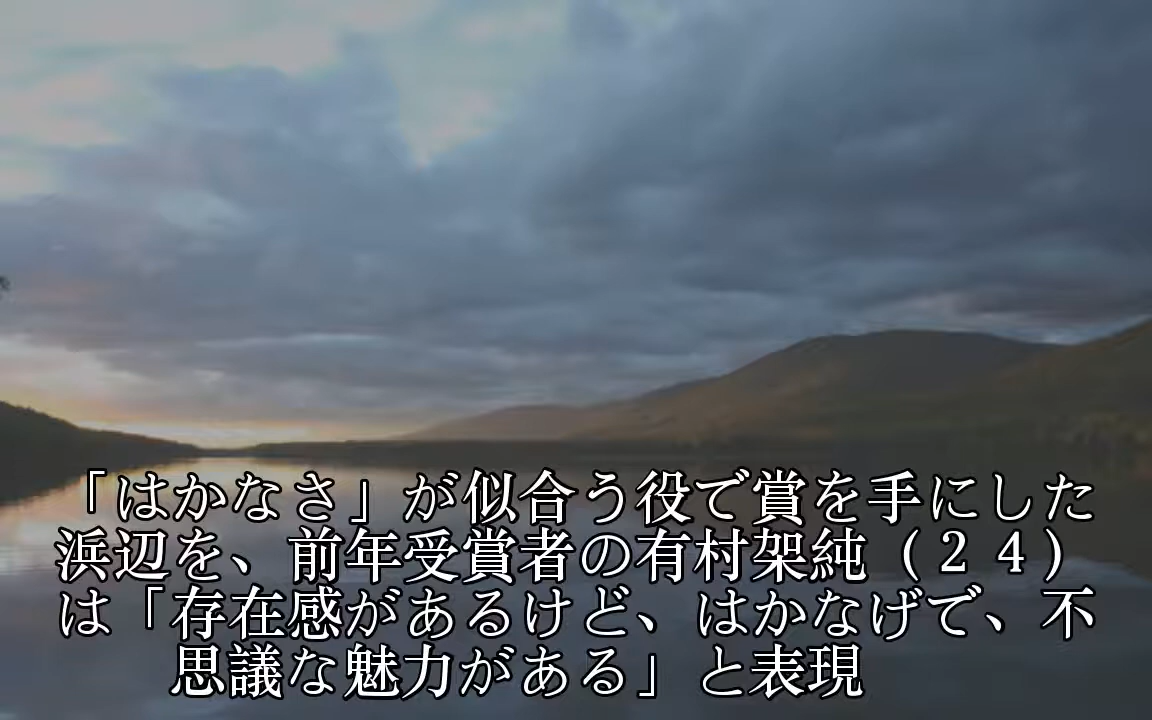 「はかなさ」が似合う役で賞を手にした
浜辺を、前年受賞者の有村架純（２４）
は「存在感があるけど、はかなげで、不
思議な魅力がある」と表現